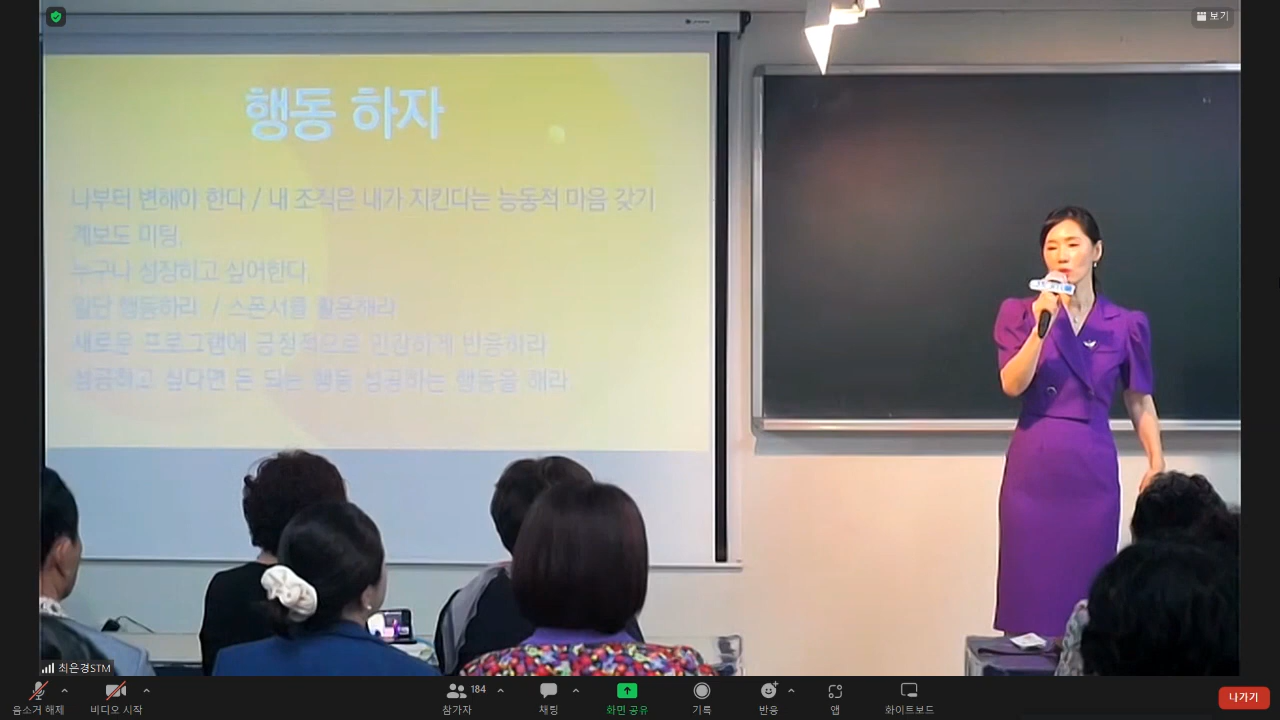 보기
행동 하자
나부터 변해야 한다 / 내 조직은 내가 지킨다는 능동적 마음 갖기
계보도 미팅.
누구나 성장하고 싶어한다.
일단 행동하라 / 스폰서를 활용해라
새로운 프로그램에 긍정적으로 민감하게 반응하라
성공하고 싶다면 돈 되는 행동 성공하는 행동을 해라
최은경STM
음소거 해제
비디오 시작
참가자
184
채팅
화면 공유
기록
반응
앱
화이트보드
나가기